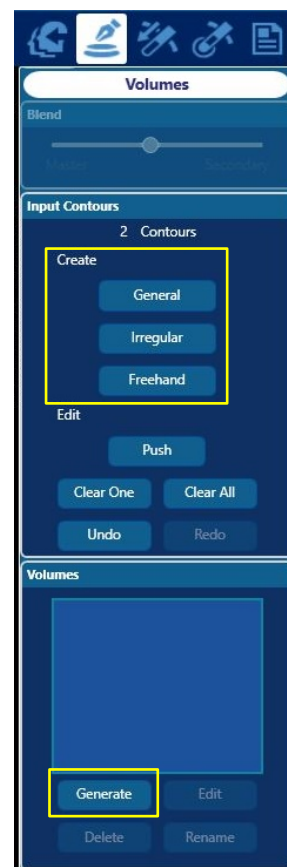 Volumes
Blend
Master Secondary
Input Contours
2 Contours
Create
General
Irregular
Freehand
Edit
Push
Clear One Clear All
Undo Redo
Volumes
Generate Edit
Delete Rename